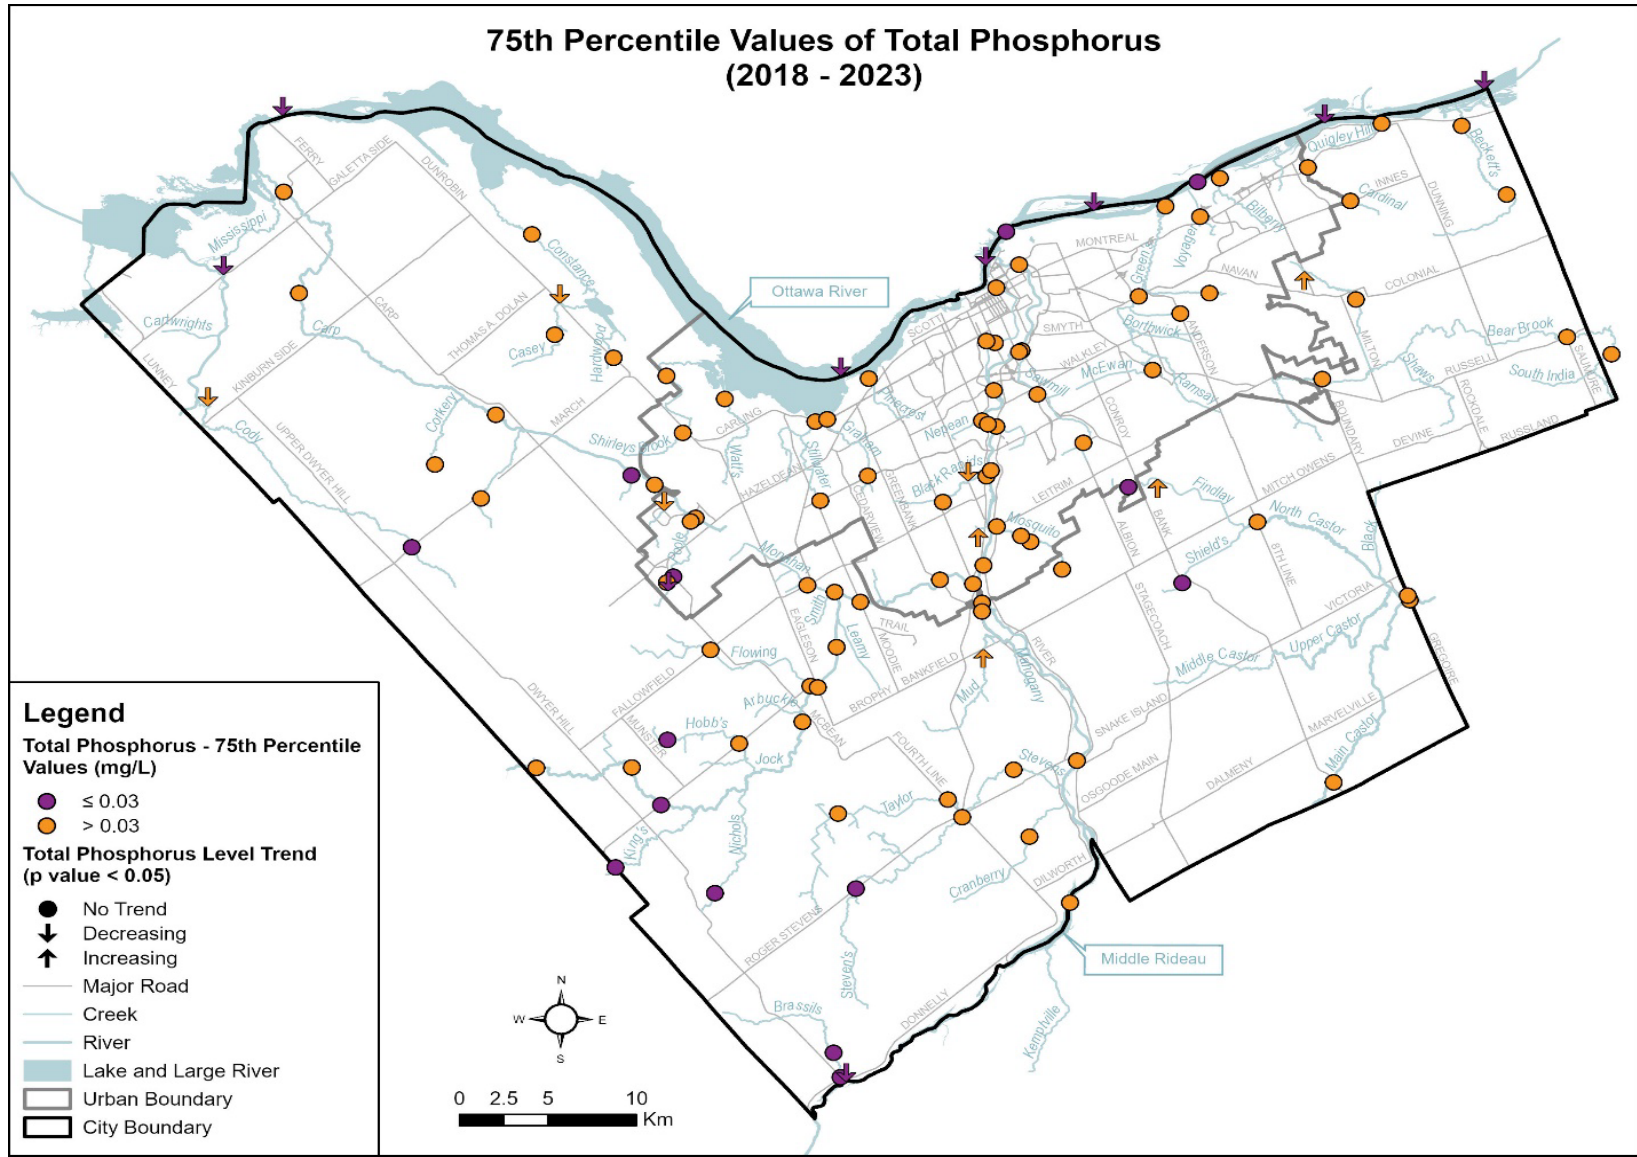 75th Percentile Values of Total Phosphorus
(2018 - 2023)
FERRY
GALETTA SIDE
DUNROBIN
Mississippi
Constance
Cartwrights
Carp
CARP
THOMAS A. DOLAN
Casey
Hardwood
LUNNEY
KINBURN SIDE
Corkery
MARCH
Cody
UPPER DWYER HILL
Shirleys Brook
Ottawa River
CARLING
Watt's
HAZELDEAN
Stillwater
Graham
Pinecrest
CEDARVIEW
GREENBANK
Nepean
Black Rapids
SCOTT
MONTREAL
Green's
Voyager
Bilberry
Quigley Hill
Cardinal
INNES
DUNNING
Beckett's
NAVAN
COLONIAL
SMYTH
WALKLEY
Borthwick
McEwan
ANDERSON
Ramsay
Sawmill
CONROY
MILTON
Shaws
Bear Brook
RUSSELL
South India
SAUMURE
ROCKDALE
RUSSLAND
DEVINE
BOUNDARY
MITCH OWENS
LEITRIM
Findlay
North Castor
Black
Mosquito
ALBION
BANK
Shield's
8TH LINE
VICTORIA
STAGECOACH
Upper Castor
Middle Castor
GREGOIRE
Poole
Monahan
Smith
EAGLESON
Leamy
TRAIL
MOODIE
BANKFIELD
BROPHY
RIVER
Mahogany
Mud
SNAKE ISLAND
MARVELVILLE
Main Castor
DALMENY
OSGOODE MAIN
Flowing
FALLOWFIELD
Arbuckle
McBEAN
DWYER HILL
MUNSTER
Hobb's
Jock
FOURTH LINE
Stevens
Taylor
King's
Nichols
Cranberry
DILWORTH
ROGER STEVENS
Steven's
Middle Rideau
Brassils
DONNELLY
Kemptville
Legend
Total Phosphorus - 75th Percentile
Values (mg/L)
≤ 0.03
> 0.03
Total Phosphorus Level Trend
(p value < 0.05)
No Trend
Decreasing
Increasing
Major Road
Creek
River
Lake and Large River
Urban Boundary
City Boundary
N
W E
S
0 2.5 5 10
Km